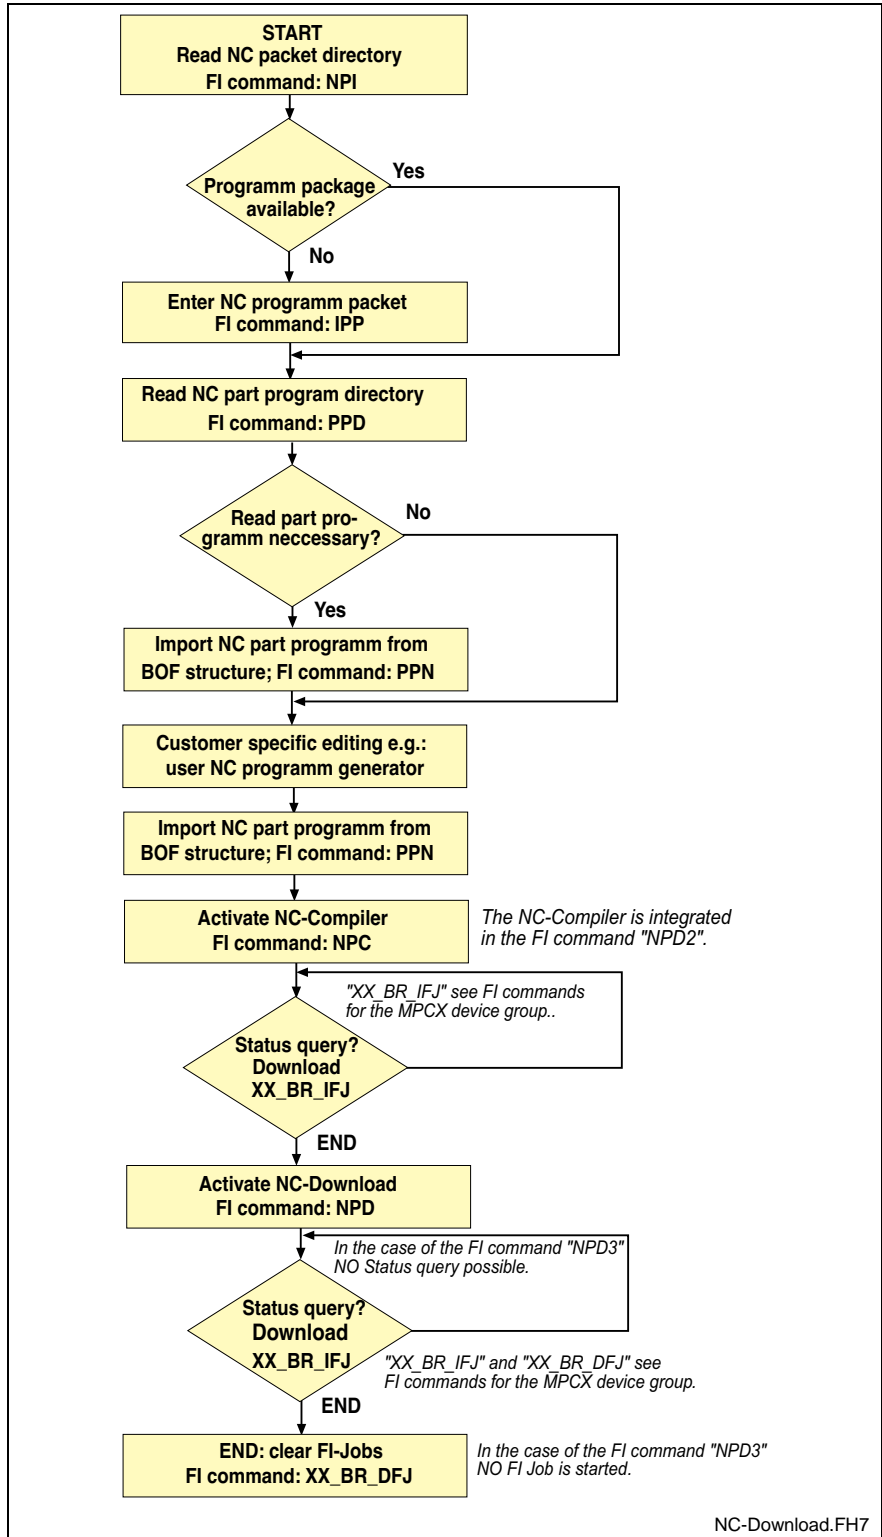 START
Read NC packet directory
FI command: NPI
Programm package
available?
Yes
No
Enter NC programm packet
FI command: IPP
Read NC part program directory
FI command: PPD
Read part pro-
gramm neccessary?
No
Yes
Import NC part programm from
BOF structure; FI command: PPN
Customer specific editing e.g.:
user NC programm generator
Import NC part programm from
BOF structure; FI command: PPN
Activate NC-Compiler
FI command: NPC
The NC-Compiler is integrated
in the FI command "NPD2".
"XX_BR_IFJ" see FI commands
for the MPCX device group..
Status query?
Download
XX_BR_IFJ
END
Activate NC-Download
FI command: NPD
In the case of the FI command "NPD3"
NO Status query possible.
Status query?
Download
XX_BR_IFJ
"XX_BR_IFJ" and "XX_BR_DFJ" see
FI commands for the MPCX device group.
END
END: clear FI-Jobs
FI command: XX_BR_DFJ
In the case of the FI command "NPD3"
NO FI Job is started.
NC-Download.FH7